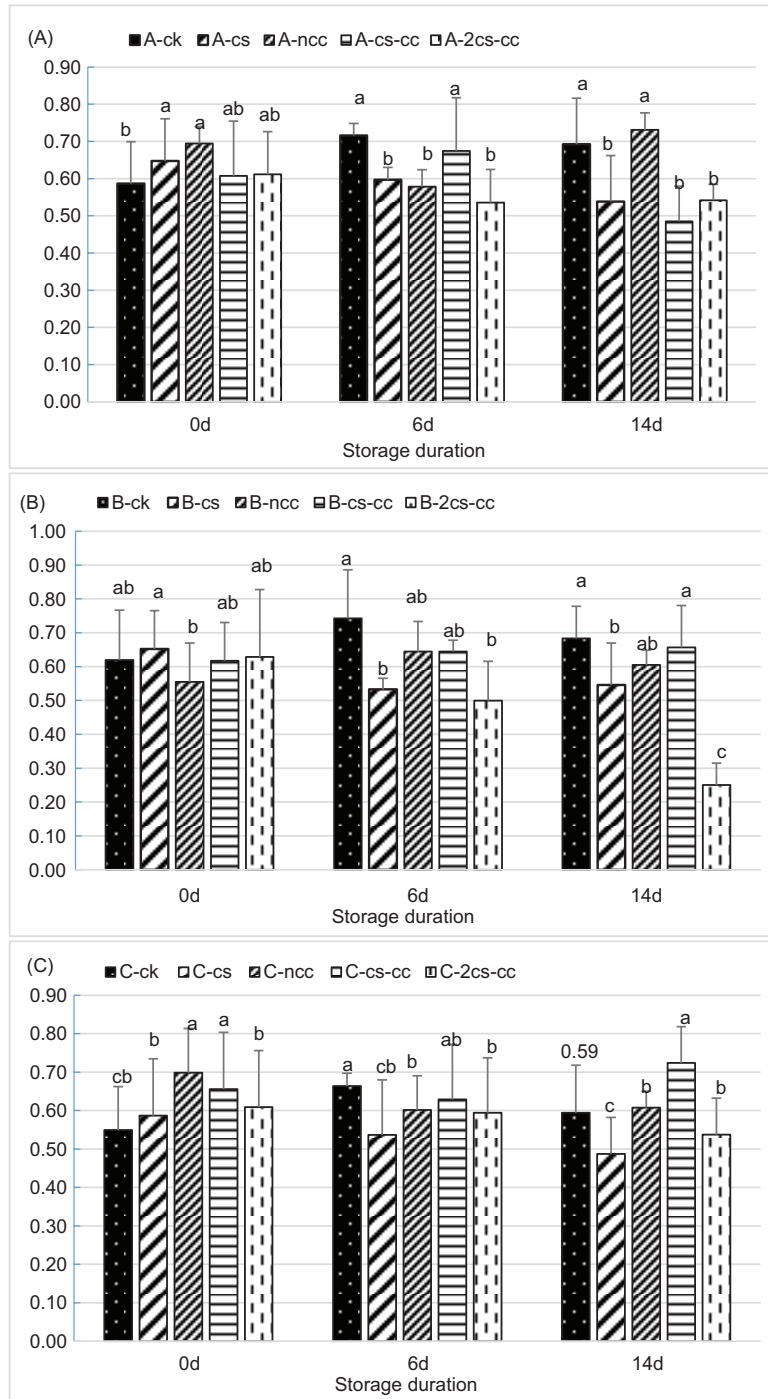 (A)
A-ck A-cs A-ncc A-cs-cc A-2cs-cc
0.90
0.80
0.70
0.60
0.50
0.40
0.30
0.20
0.10
0.00
b a a ab ab
a b b a b
a b a b b
0d 6d 14d
Storage duration
(B)
B-ck B-cs B-ncc B-cs-cc B-2cs-cc
1.00
0.90
0.80
0.70
0.60
0.50
0.40
0.30
0.20
0.10
0.00
ab a b ab ab
a b ab ab b
a b ab a c
0d 6d 14d
Storage duration
(C)
C-ck C-cs C-ncc C-cs-cc C-2cs-cc
0.90
0.80
0.70
0.60
0.50
0.40
0.30
0.20
0.10
0.00
cb b a a b
a cb b ab b
0.59 c b a b
0d 6d 14d
Storage duration